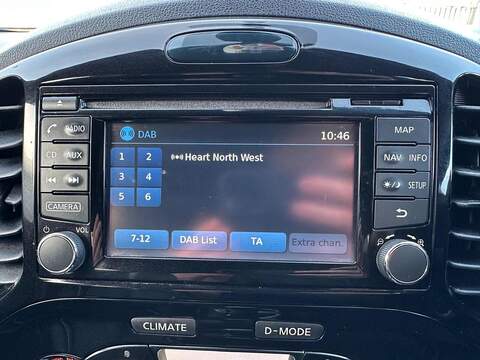 DAB 10:46
RADIO MAP
1 2 Heart North West
CD AUX NAV INFO
3 4
SETUP
5 6
CAMERA
VOL
7-12 DAB List TA Extra chan.
CLIMATE D-MODE